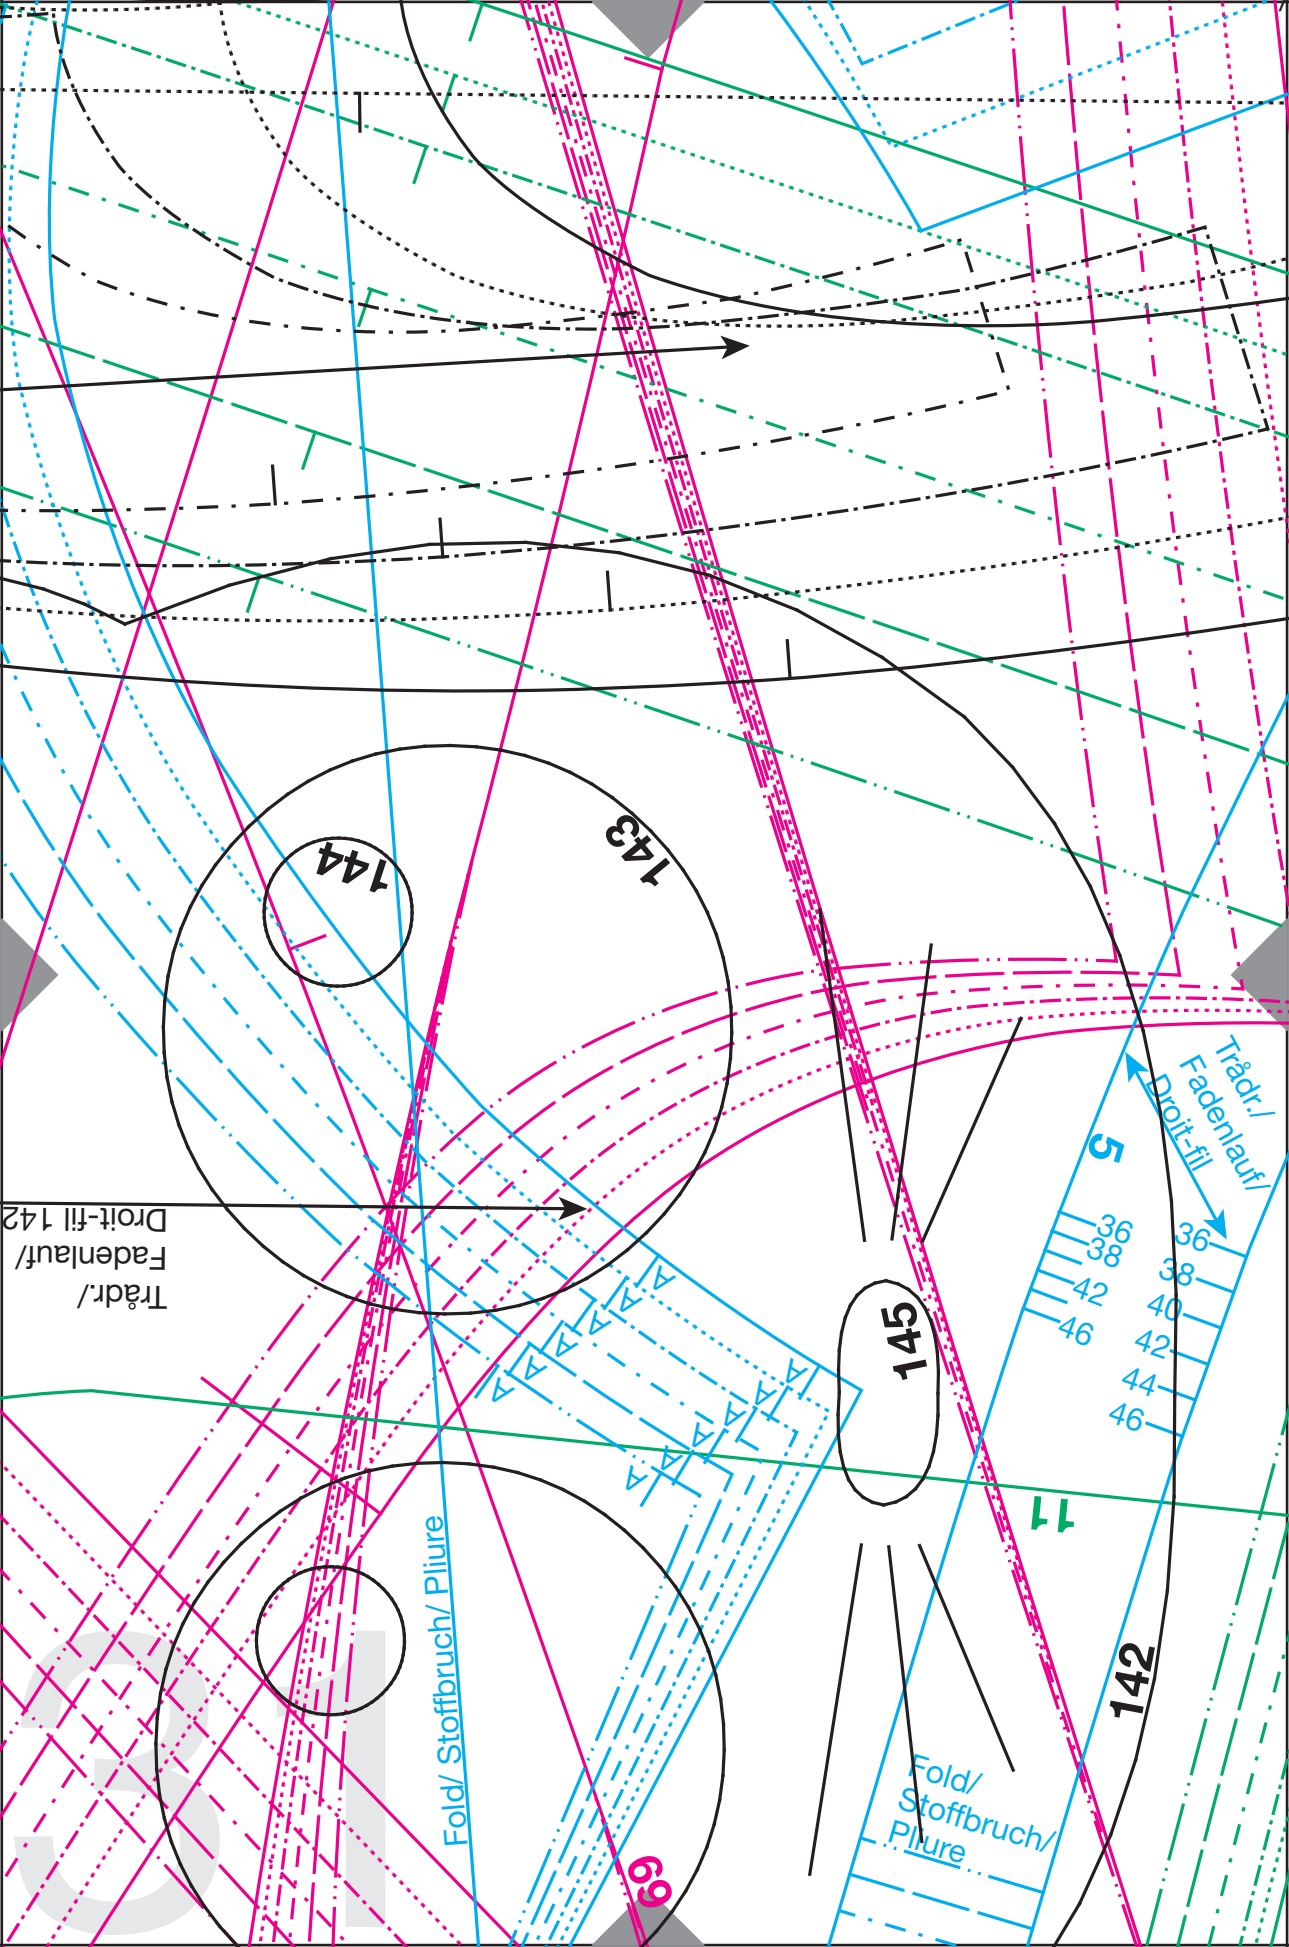 144
143
Trådr./
Fadenlauf/
Droit-fil
5
36
38
42
46
36
38
40
42
44
46
Trådr./
Fadenlauf/
Droit-fil 142
A
A
A
A
A
A
A
A
A
A
A
A
145
11
Fold/ Stoffbruch/ Pliure
142
Fold/
Stoffbruch/
Pliure
69
31